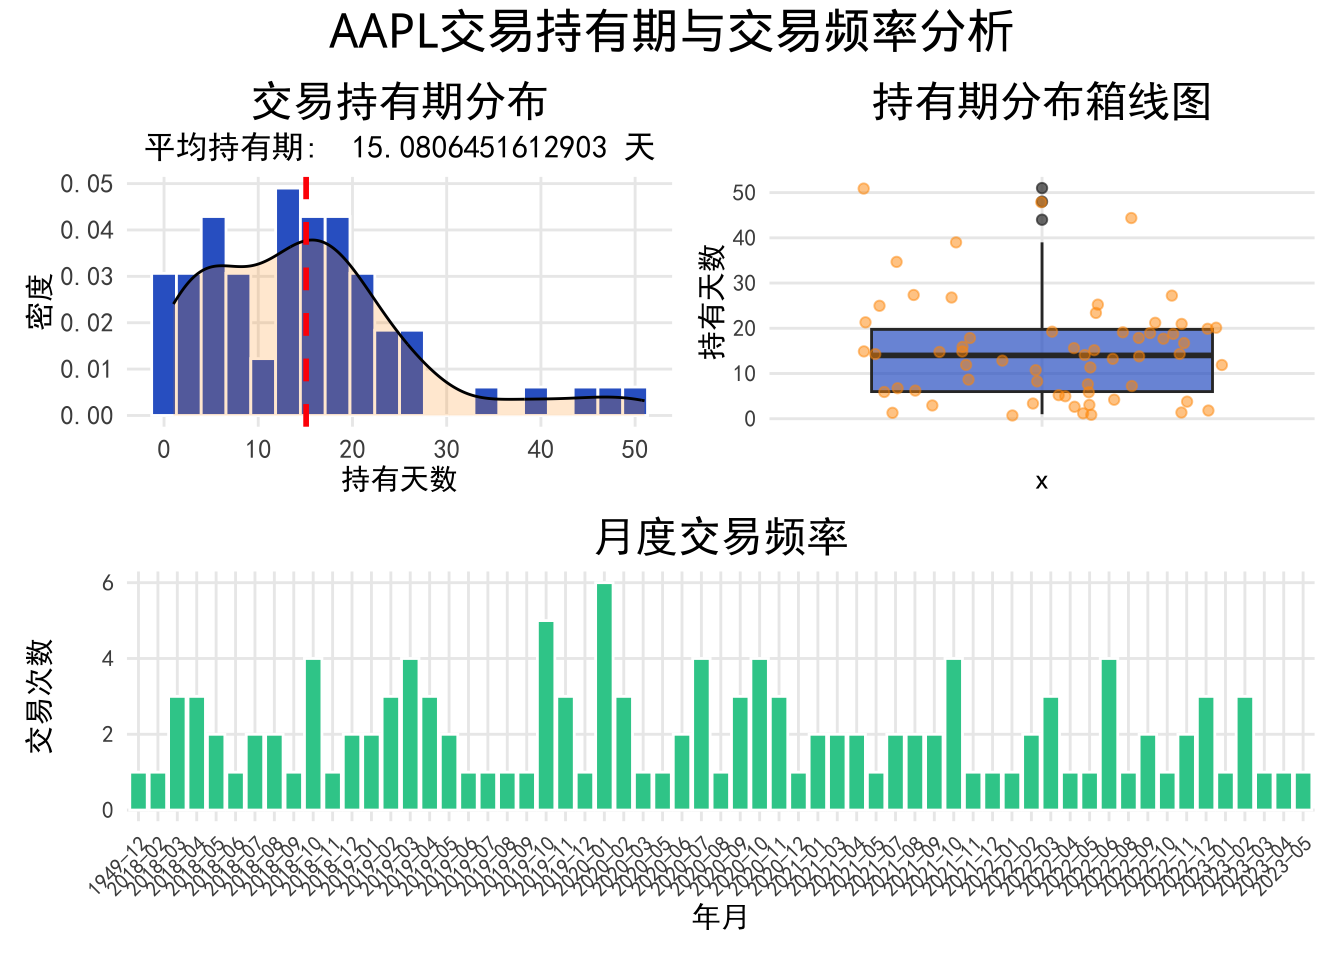 AAPL交易持有期与交易频率分析
交易持有期分布
平均持有期: 15.0806451612903 天
密度
0.05
0.04
0.03
0.02
0.01
0.00
0 10 20 30 40 50
持有天数
持有期分布箱线图
持有天数
50
40
30
20
10
0
x
月度交易频率
交易次数
6
4
2
0
1949-12 2018-02 2018-03 2018-04 2018-05 2018-06 2018-07 2018-08 2018-09 2018-10 2018-11 2018-12 2019-01 2019-02 2019-03 2019-04 2019-05 2019-06 2019-07 2019-08 2019-09 2019-10 2019-11 2019-12 2020-01 2020-02 2020-03 2020-05 2020-06 2020-07 2020-08 2020-09 2020-10 2020-11 2020-12 2021-01 2021-03 2021-04 2021-05 2021-07 2021-08 2021-09 2021-10 2021-11 2021-12 2022-01 2022-02 2022-03 2022-04 2022-05 2022-06 2022-08 2022-09 2022-10 2022-11 2022-12 2023-01 2023-02 2023-03 2023-04 2023-05
年月